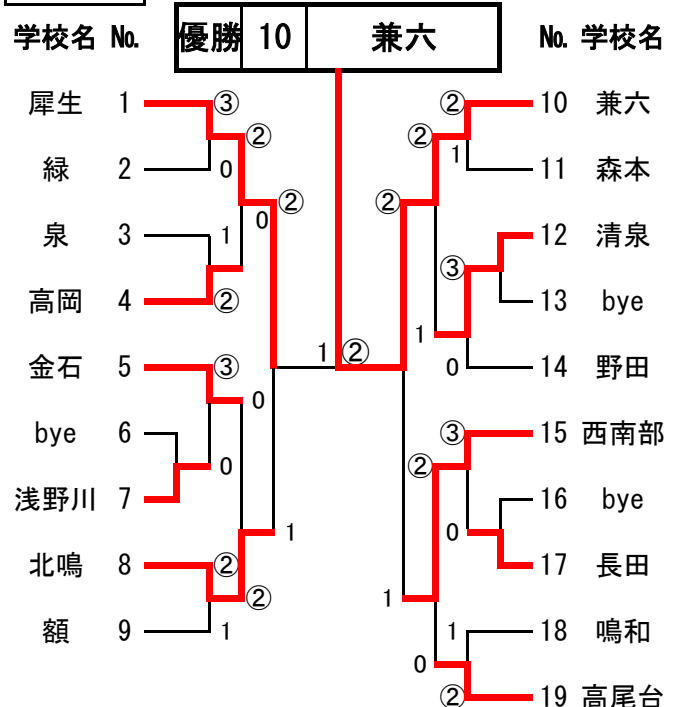 学校名 No. 優勝 10 兼六 No. 学校名
犀生 1 ③ ② 10 兼六
② ②
緑 2 0 1 11 森本
② ②
泉 3 1 0 12 清泉
③
高岡 4 ② 13 bye
1 ② 1
金石 5 ③ 0 14 野田
0
bye 6 ③ 15 西南部
0 ②
浅野川 7 16 bye
1 0
北鳴 8 ② 17 長田
② 1
額 9 1 1 18 鳴和
0
② 19 高尾台